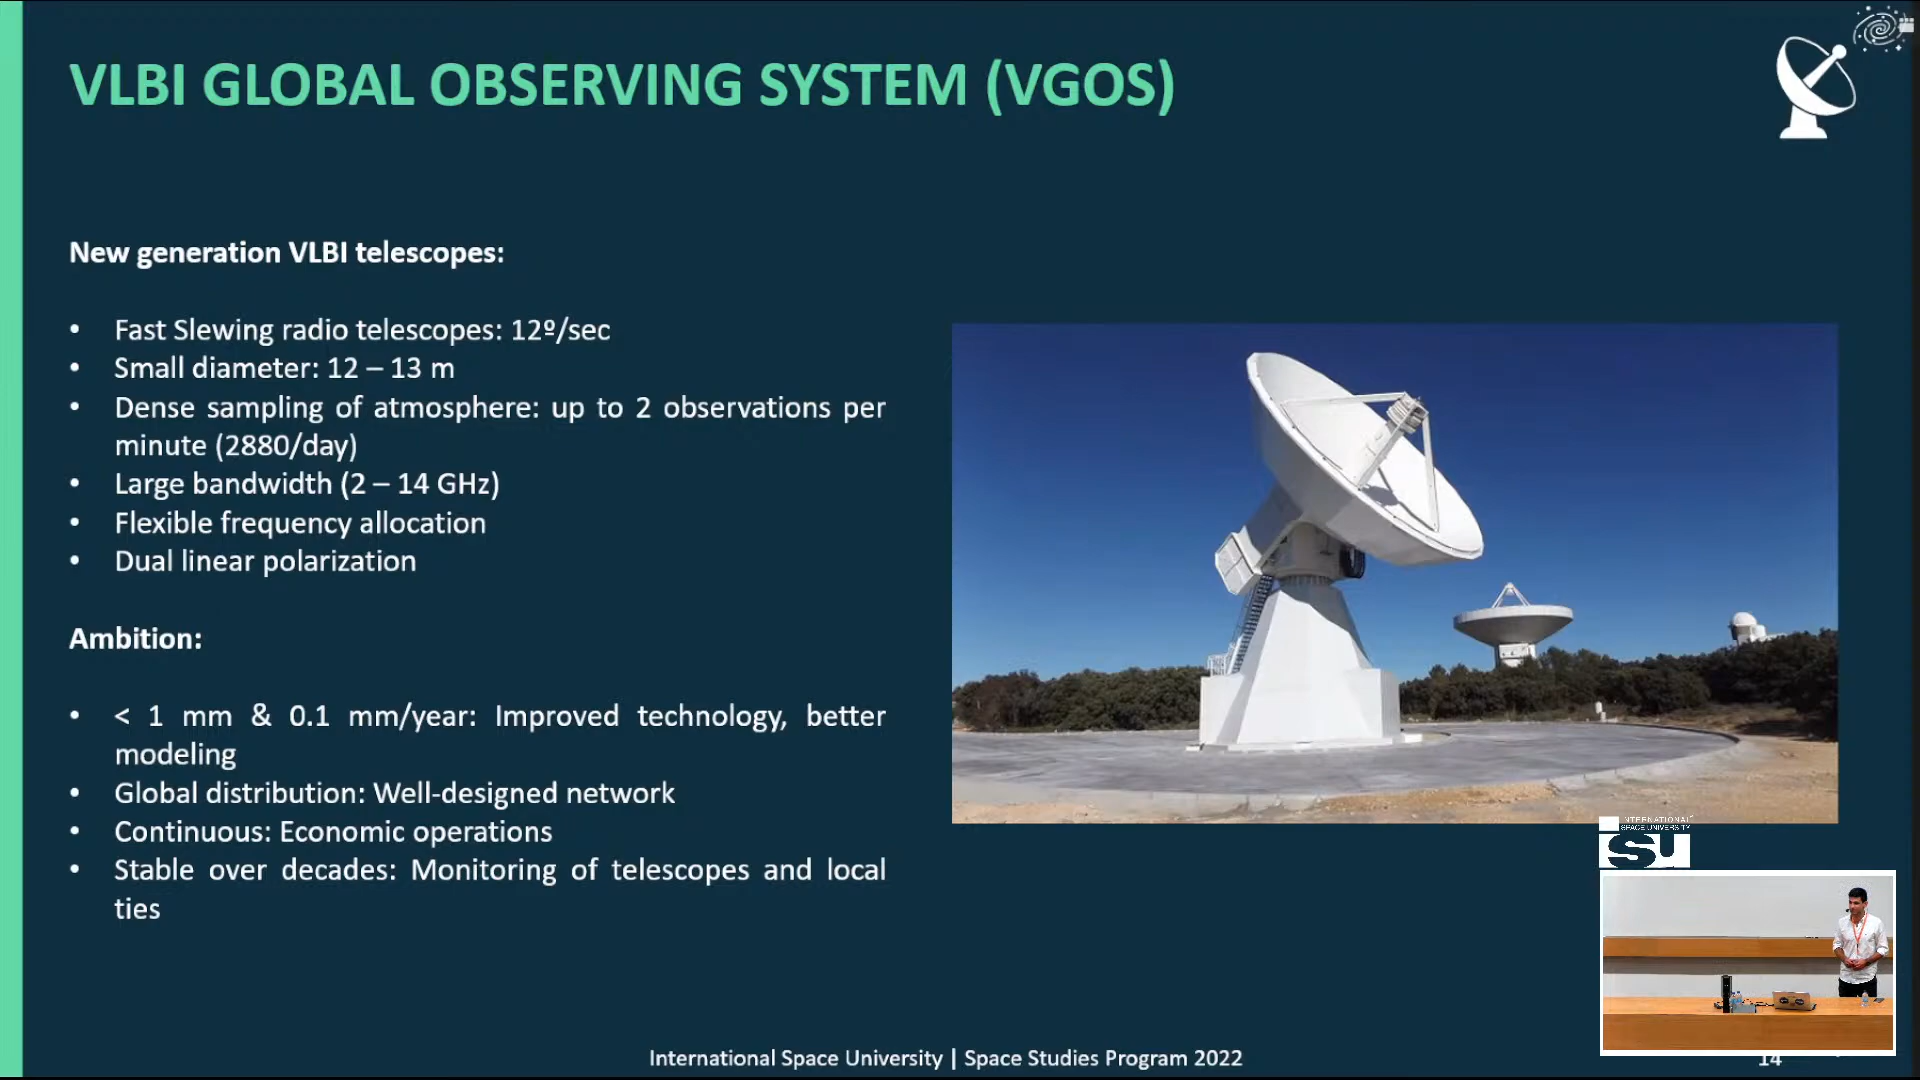 VLBI GLOBAL OBSERVING SYSTEM (VGOS)
New generation VLBI telescopes:
• Fast Slewing radio telescopes: 12º/sec
• Small diameter: 12 – 13 m
• Dense sampling of atmosphere: up to 2 observations per
minute (2880/day)
• Large bandwidth (2 – 14 GHz)
• Flexible frequency allocation
• Dual linear polarization
Ambition:
• < 1 mm & 0.1 mm/year: Improved technology, better
modeling
• Global distribution: Well-designed network
• Continuous: Economic operations
• Stable over decades: Monitoring of telescopes and local
ties
INTERNATIONAL
SPACE UNIVERSITY
SU
International Space University | Space Studies Program 2022
14